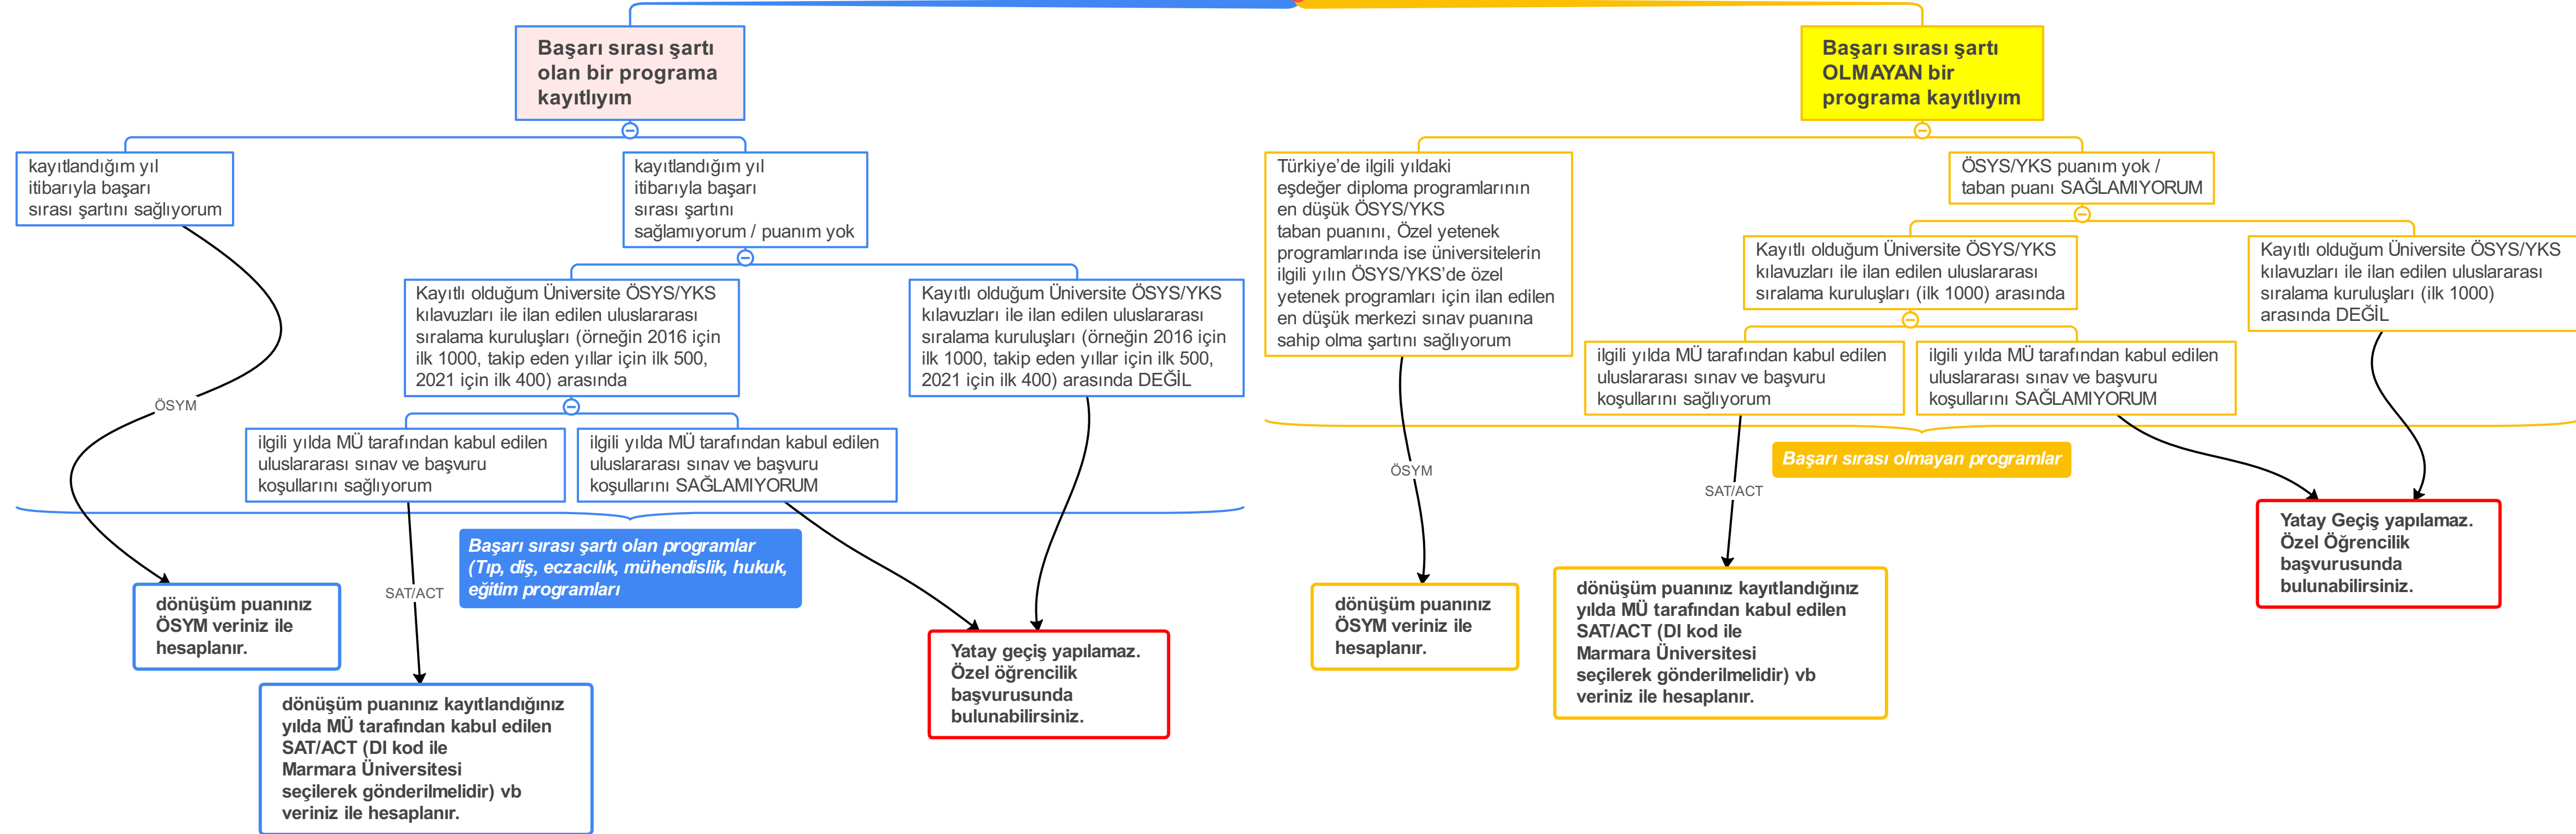 Başarı sırası şartı
olan bir programa
kayıtlıyım
kayıtlandığım yıl
itibarıyla başarı
sırası şartını sağlıyorum
kayıtlandığım yıl
itibarıyla başarı
sırası şartını
sağlamıyorum / puanım yok
Kayıtlı olduğum Üniversite ÖSYS/YKS
kılavuzları ile ilan edilen uluslararası
sıralama kuruluşları (örneğin 2016 için
ilk 1000, takip eden yıllar için ilk 500,
2021 için ilk 400) arasında
Kayıtlı olduğum Üniversite ÖSYS/YKS
kılavuzları ile ilan edilen uluslararası
sıralama kuruluşları (örneğin 2016 için
ilk 1000, takip eden yıllar için ilk 500,
2021 için ilk 400) arasında DEĞİL
ÖSYM
ilgili yılda MÜ tarafından kabul edilen
uluslararası sınav ve başvuru
koşullarını sağlıyorum
ilgili yılda MÜ tarafından kabul edilen
uluslararası sınav ve başvuru
koşullarını SAĞLAMIYORUM
Başarı sırası şartı olan programlar
(Tıp, diş, eczacılık, mühendislik, hukuk,
eğitim programları
SAT/ACT
dönüşüm puanınız
ÖSYM veriniz ile
hesaplanır.
dönüşüm puanınız kayıtlandığınız
yılda MÜ tarafından kabul edilen
SAT/ACT (DI kod ile
Marmara Üniversitesi
seçilerek gönderilmelidir) vb
veriniz ile hesaplanır.
Yatay geçiş yapılamaz.
Özel öğrencilik
başvurusunda
bulunabilirsiniz.
Başarı sırası şartı
OLMAYAN bir
programa kayıtlıyım
Türkiye’de ilgili yıldaki
eşdeğer diploma programlarının
en düşük ÖSYS/YKS
taban puanını, Özel yetenek
programlarında ise üniversitelerin
ilgili yılın ÖSYS/YKS’de özel
yetenek programları için ilan edilen
en düşük merkezi sınav puanına
sahip olma şartını sağlıyorum
ÖSYS/YKS puanım yok /
taban puanı SAĞLAMIYORUM
Kayıtlı olduğum Üniversite ÖSYS/YKS
kılavuzları ile ilan edilen uluslararası
sıralama kuruluşları (ilk 1000) arasında
Kayıtlı olduğum Üniversite ÖSYS/YKS
kılavuzları ile ilan edilen uluslararası
sıralama kuruluşları (ilk 1000)
arasında DEĞİL
ilgili yılda MÜ tarafından kabul edilen
uluslararası sınav ve başvuru
koşullarını sağlıyorum
ilgili yılda MÜ tarafından kabul edilen
uluslararası sınav ve başvuru
koşullarını SAĞLAMIYORUM
Başarı sırası olmayan programlar
ÖSYM
SAT/ACT
dönüşüm puanınız
ÖSYM veriniz ile
hesaplanır.
dönüşüm puanınız kayıtlandığınız
yılda MÜ tarafından kabul edilen
SAT/ACT (DI kod ile
Marmara Üniversitesi
seçilerek gönderilmelidir) vb
veriniz ile hesaplanır.
Yatay Geçiş yapılamaz.
Özel Öğrencilik
başvurusunda
bulunabilirsiniz.